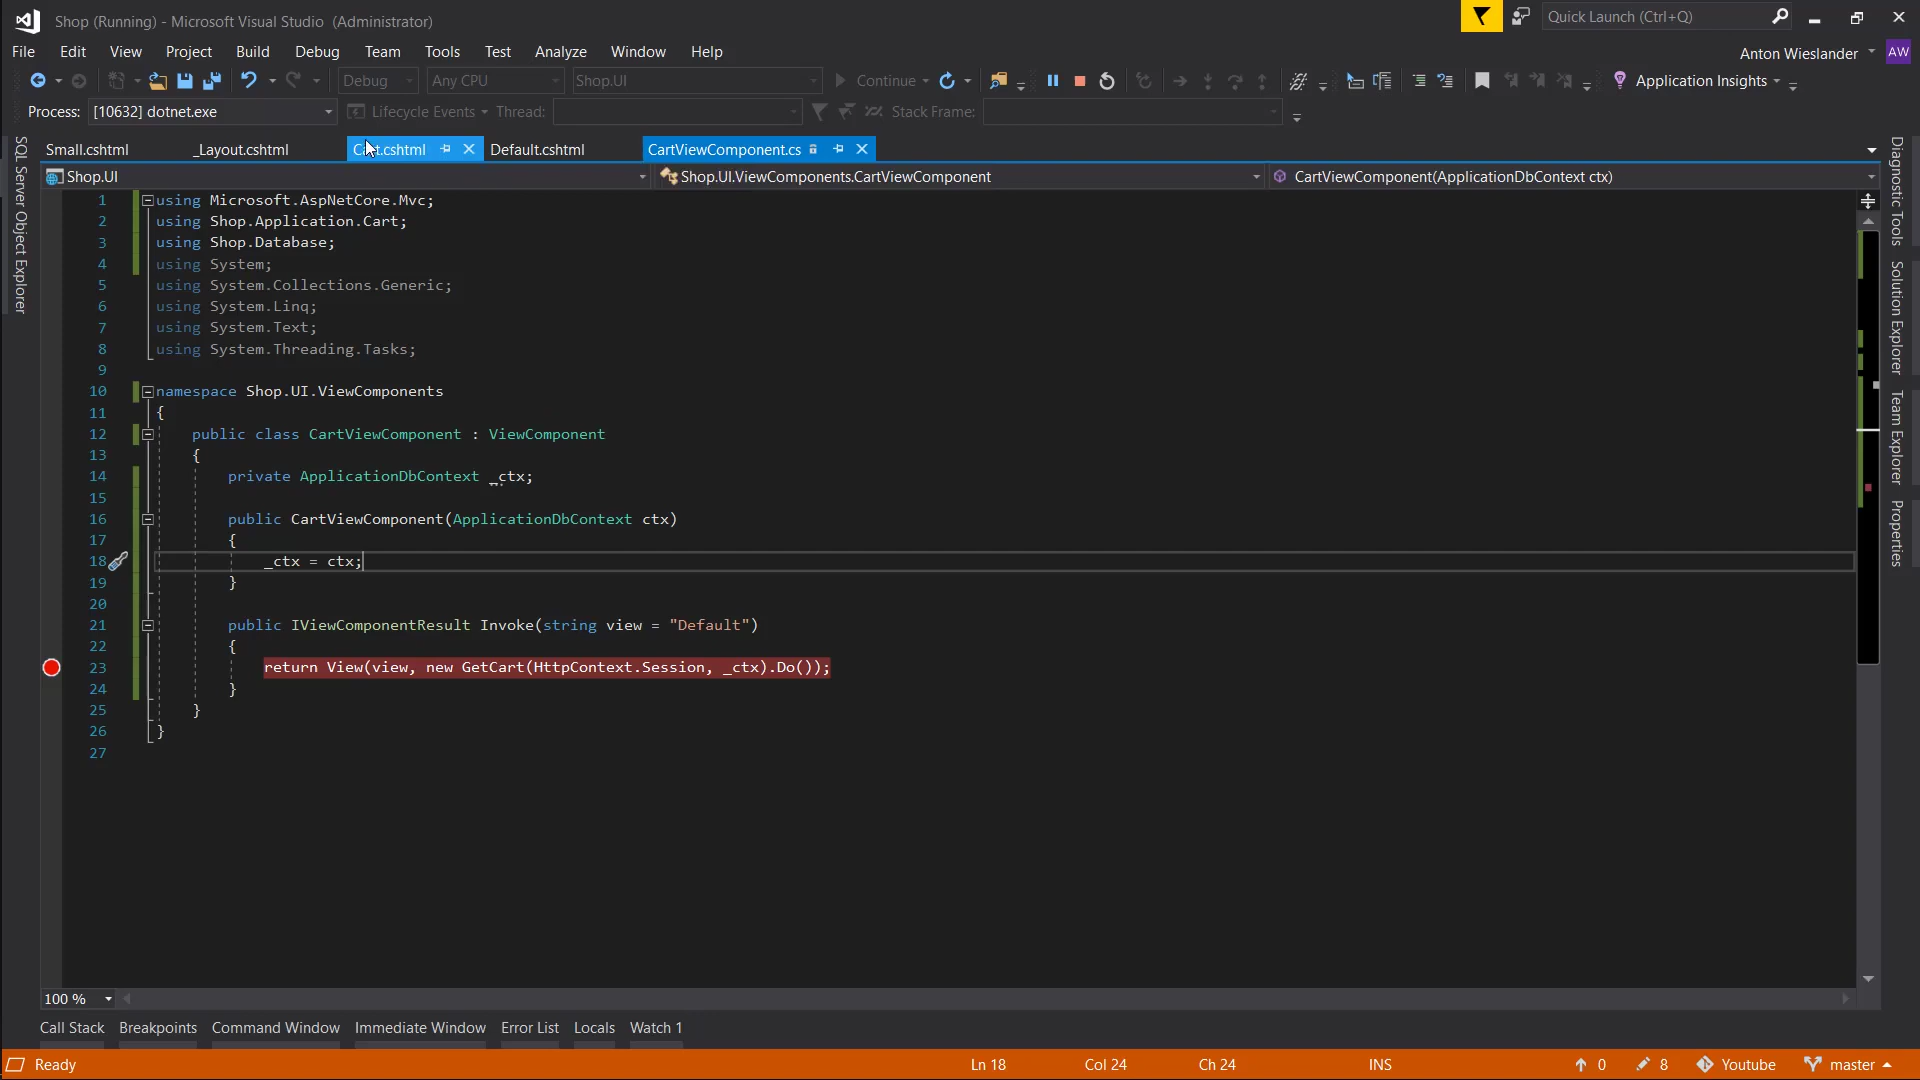 Shop (Running) - Microsoft Visual Studio (Administrator)
Quick Launch (Ctrl+Q)
File Edit View Project Build Debug Team Tools Test Analyze Window Help
Anton Wieslander AW
Debug Any CPU Shop.UI Continue Application Insights
Process: [10632] dotnet.exe Lifecycle Events Thread: Stack Frame:
Small.cshtml _Layout.cshtml Cart.cshtml Default.cshtml CartViewComponent.cs
Shop.UI Shop.UI.ViewComponents.CartViewComponent CartViewComponent(ApplicationDbContext ctx)
SQL Server Object Explorer
Diagnostic Tools
Solution Explorer
Team Explorer
Properties
1 using Microsoft.AspNetCore.Mvc;
2 using Shop.Application.Cart;
3 using Shop.Database;
4 using System;
5 using System.Collections.Generic;
6 using System.Linq;
7 using System.Text;
8 using System.Threading.Tasks;
9
10 namespace Shop.UI.ViewComponents
11 {
12 public class CartViewComponent : ViewComponent
13 {
14 private ApplicationDbContext _ctx;
15
16 public CartViewComponent(ApplicationDbContext ctx)
17 {
18 _ctx = ctx;
19 }
20
21 public IViewComponentResult Invoke(string view = "Default")
22 {
23 return View(view, new GetCart(HttpContext.Session, _ctx).Do());
24 }
25 }
26 }
27
100 %
Call Stack Breakpoints Command Window Immediate Window Error List Locals Watch 1
Ready Ln 18 Col 24 Ch 24 INS 0 8 Youtube master